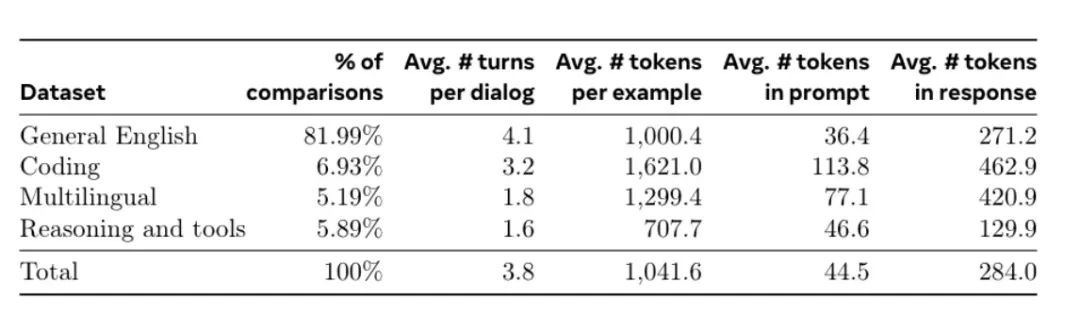 % of Avg. # turns Avg. # tokens Avg. # tokens Avg. # tokens
Dataset comparisons per dialog per example in prompt in response
General English 81.99% 4.1 1,000.4 36.4 271.2
Coding 6.93% 3.2 1,621.0 113.8 462.9
Multilingual 5.19% 1.8 1,299.4 77.1 420.9
Reasoning and tools 5.89% 1.6 707.7 46.6 129.9
Total 100% 3.8 1,041.6 44.5 284.0